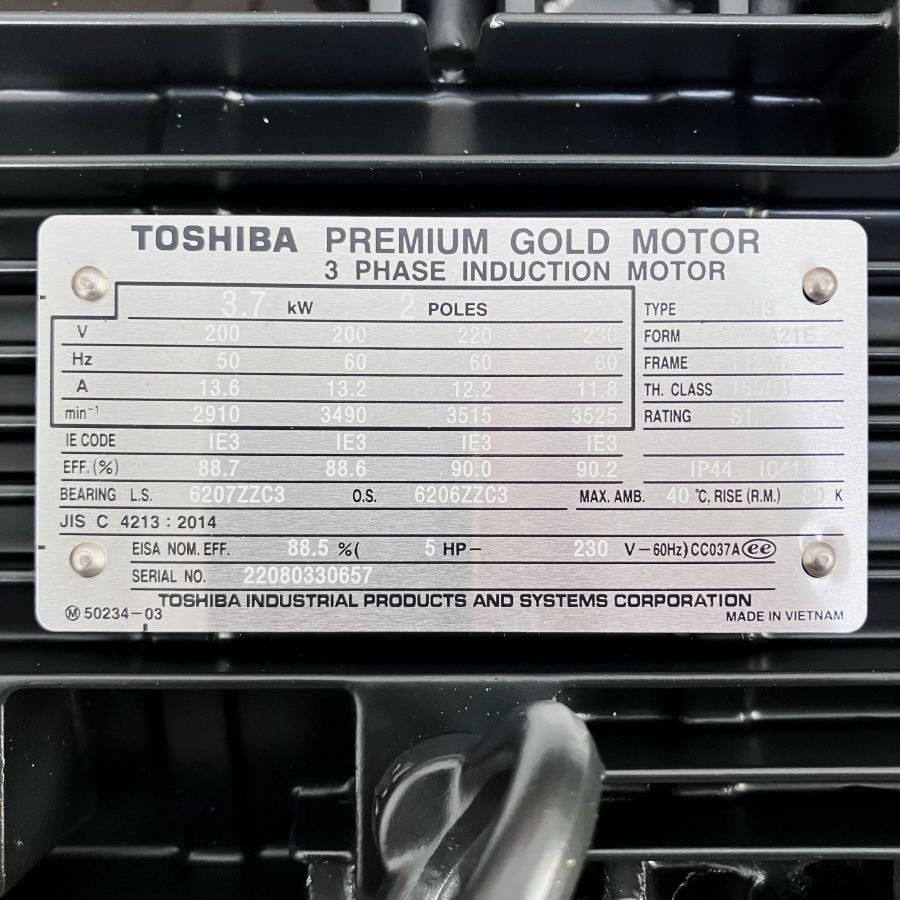 TOSHIBA PREMIUM GOLD MOTOR
3 PHASE INDUCTION MOTOR
3.7 kW 2 POLES
V 200 200 220 230
Hz 50 60 60 60
A 13.6 13.2 12.2 11.8
min⁻¹ 2910 3490 3515 3525
TYPE
FORM A21E
FRAME
TH. CLASS
RATING S1
IE CODE IE3 IE3 IE3 IE3
EFF.(%) 88.7 88.6 90.0 90.2 IP44
BEARING L.S. 6207ZZC3 O.S. 6206ZZC3 MAX. AMB. 40 ℃, RISE (R.M.) 80 K
JIS C 4213 : 2014
EISA NOM. EFF. 88.5 %( 5 HP– 230 V–60Hz) CC037A ee
SERIAL NO. 22080330657
TOSHIBA INDUSTRIAL PRODUCTS AND SYSTEMS CORPORATION
Ⓜ 50234–03
MADE IN VIETNAM